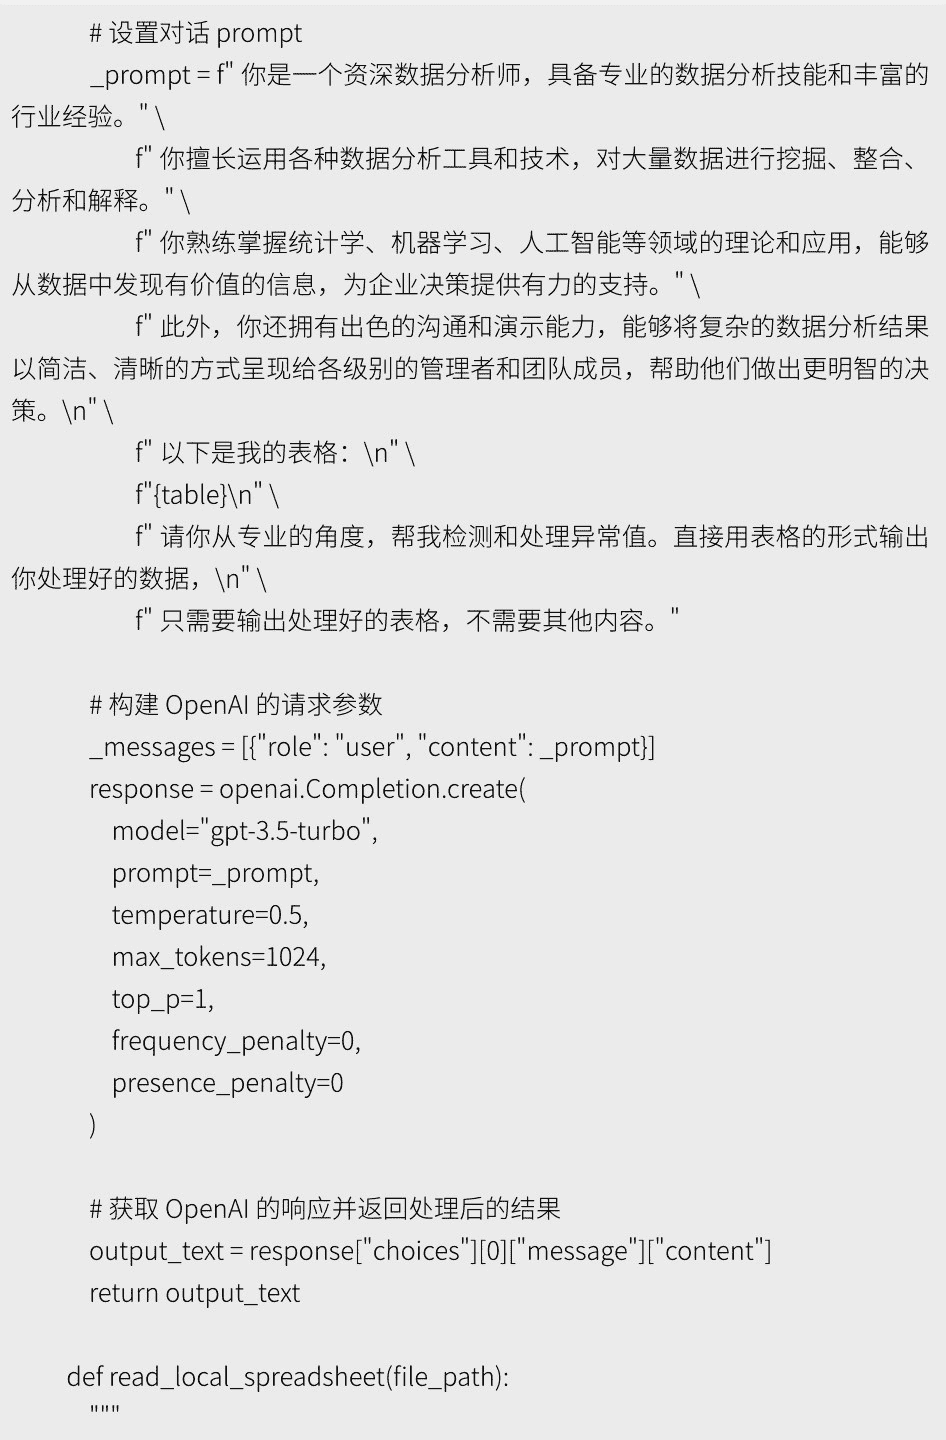 # 设置对话 prompt
_prompt = f" 你是一个资深数据分析师，具备专业的数据分析技能和丰富的
行业经验。" \
f" 你擅长运用各种数据分析工具和技术，对大量数据进行挖掘、整合、
分析和解释。" \
f" 你熟练掌握统计学、机器学习、人工智能等领域的理论和应用，能够
从数据中发现有价值的信息，为企业决策提供有力的支持。" \
f" 此外，你还拥有出色的沟通和演示能力，能够将复杂的数据分析结果
以简洁、清晰的方式呈现给各级别的管理者和团队成员，帮助他们做出更明智的决
策。\n" \
f" 以下是我的表格：\n" \
f"{table}\n" \
f" 请你从专业的角度，帮我检测和处理异常值。直接用表格的形式输出
你处理好的数据，\n" \
f" 只需要输出处理好的表格，不需要其他内容。"
# 构建 OpenAI 的请求参数
_messages = [{"role": "user", "content": _prompt}]
response = openai.Completion.create(
model="gpt-3.5-turbo",
prompt=_prompt,
temperature=0.5,
max_tokens=1024,
top_p=1,
frequency_penalty=0,
presence_penalty=0
)
# 获取 OpenAI 的响应并返回处理后的结果
output_text = response["choices"][0]["message"]["content"]
return output_text
def read_local_spreadsheet(file_path):
"""